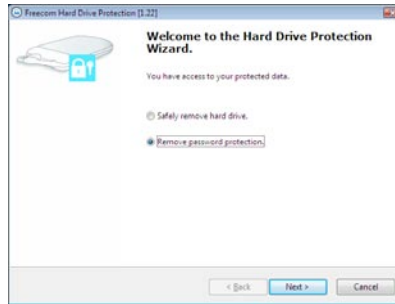 Freecom Hard Drive Protection [1.22]
Welcome to the Hard Drive Protection
Wizard.
You have access to your protected data.
Safely remove hard drive.
Remove password protection.
< Back
Next >
Cancel